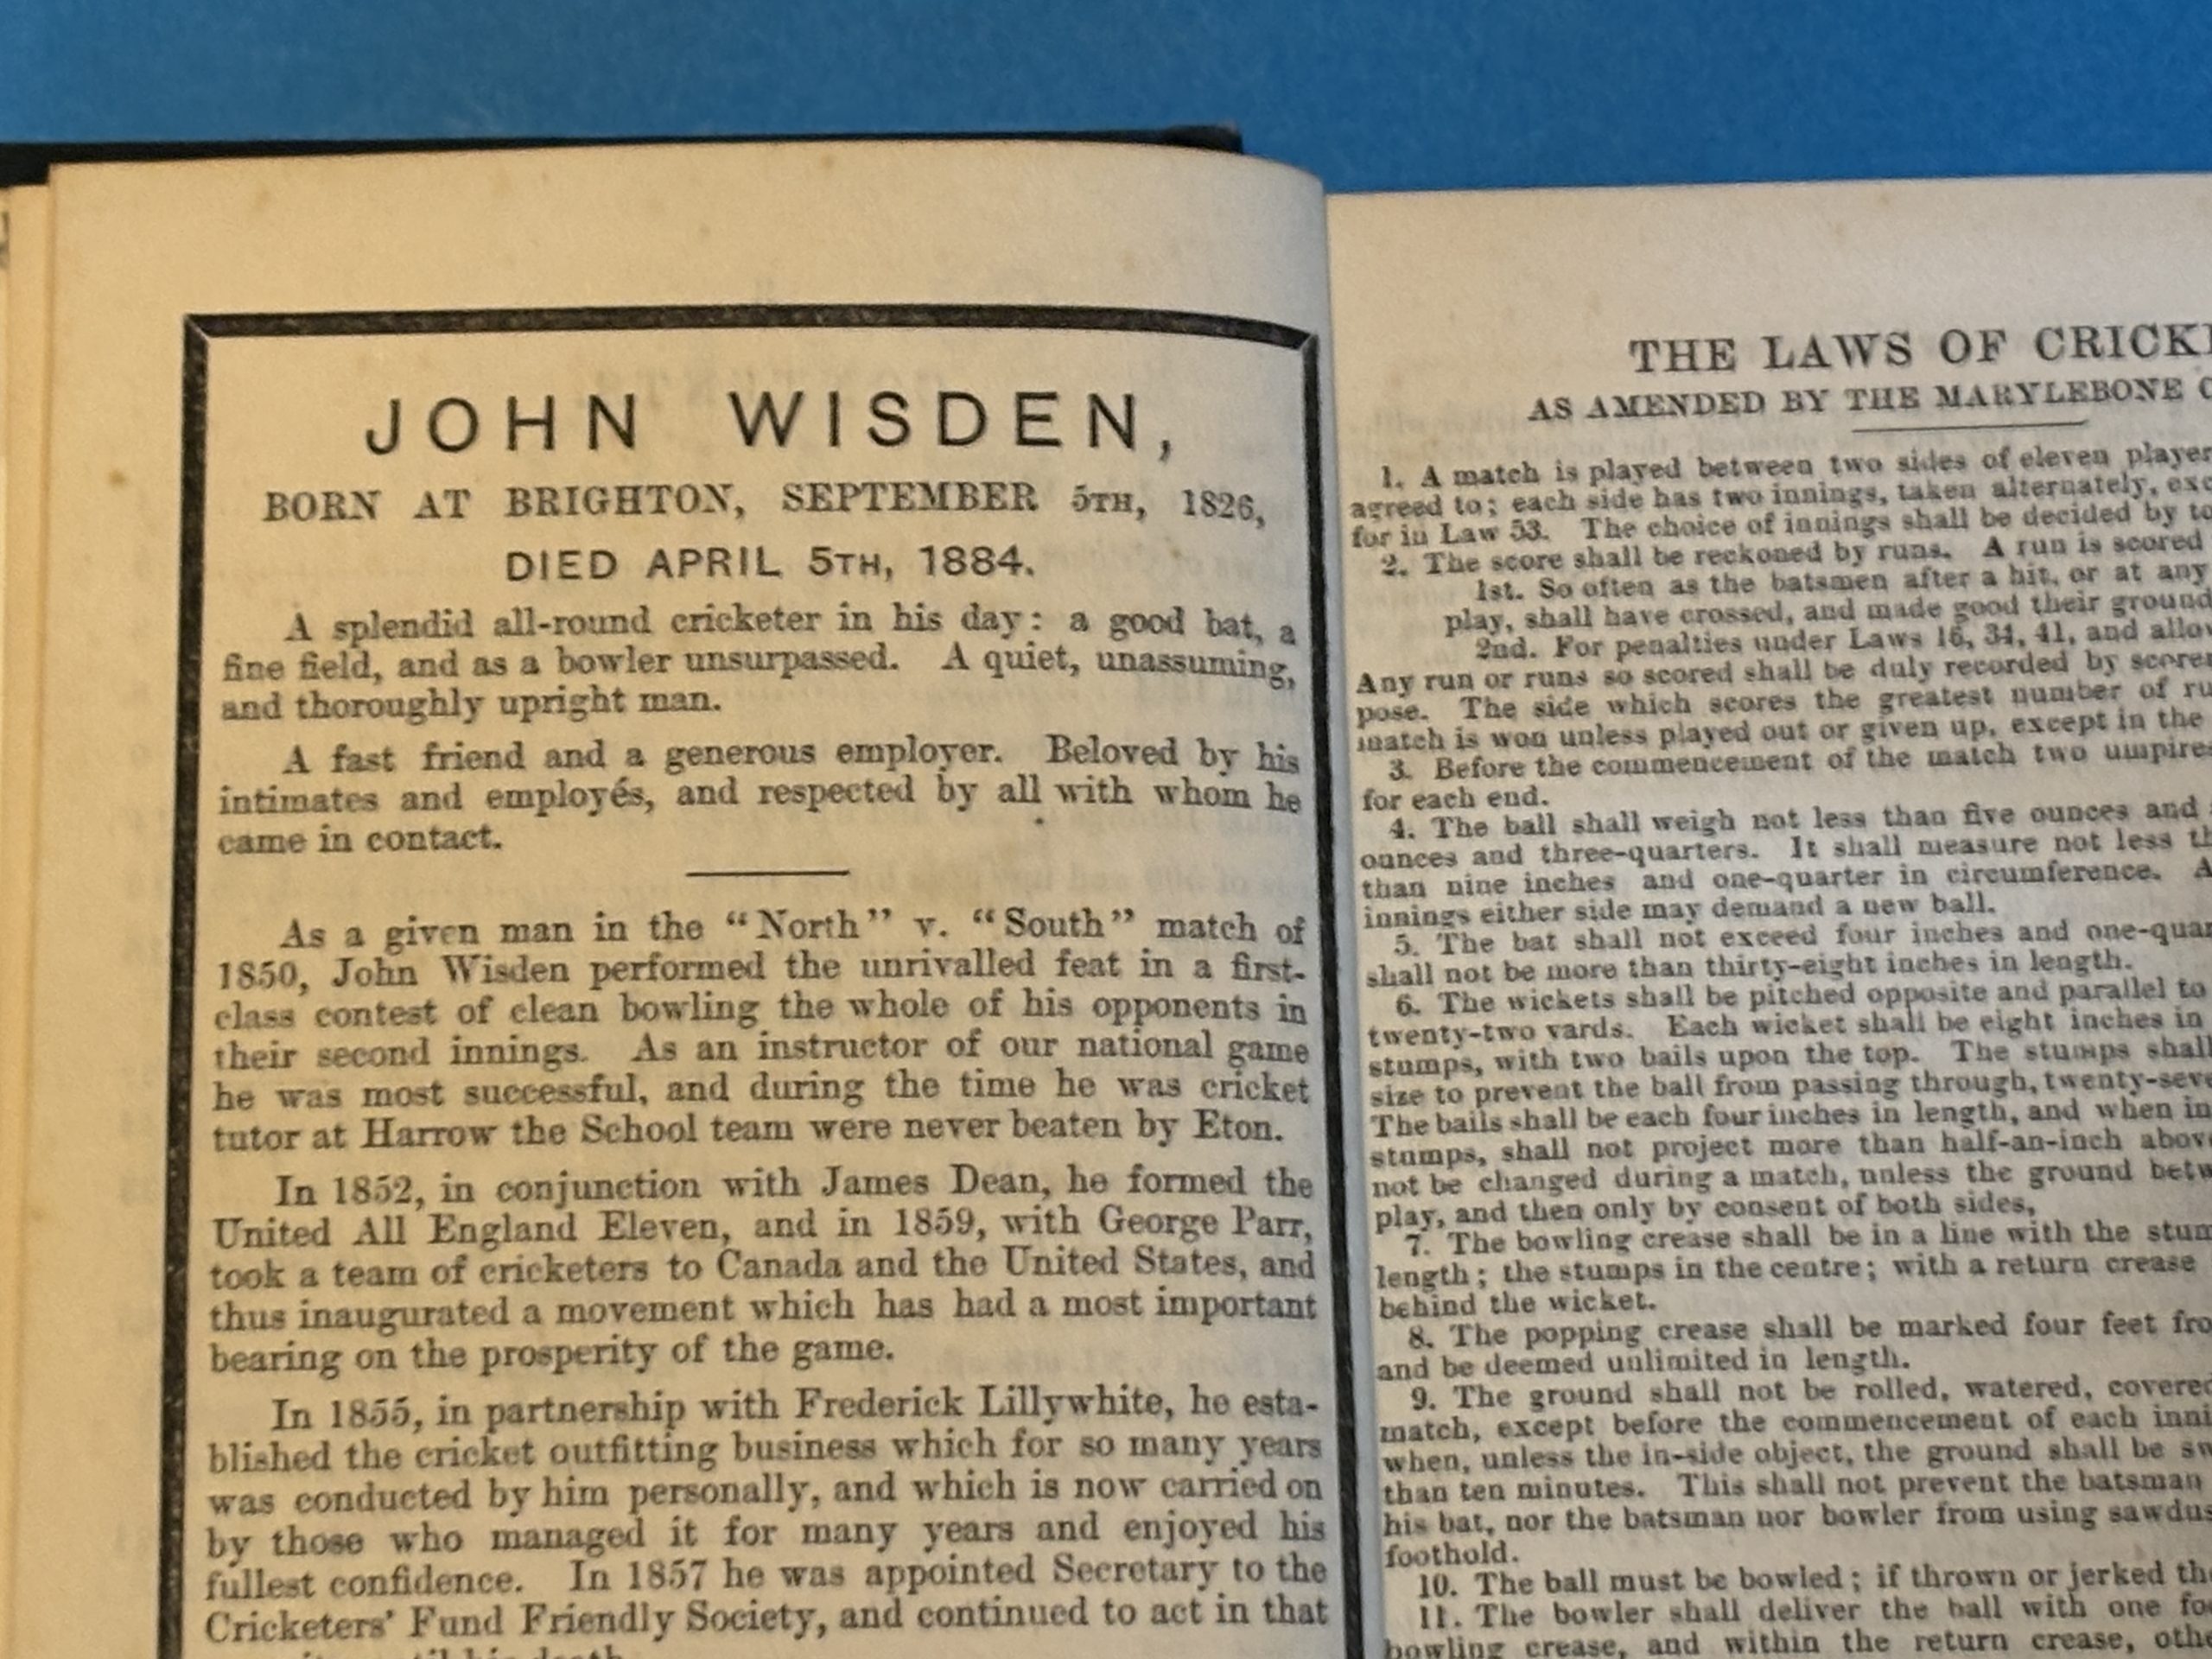 JOHN WISDEN,
BORN AT BRIGHTON, SEPTEMBER 5TH, 1826,
DIED APRIL 5TH, 1884.
A splendid all-round cricketer in his day: a good bat, a
fine field, and as a bowler unsurpassed. A quiet, unassuming,
and thoroughly upright man.
A fast friend and a generous employer. Beloved by his
intimates and employés, and respected by all with whom he
came in contact.
As a given man in the “North” v. “South” match of
1850, John Wisden performed the unrivalled feat in a first-
class contest of clean bowling the whole of his opponents in
their second innings. As an instructor of our national game
he was most successful, and during the time he was cricket
tutor at Harrow the School team were never beaten by Eton.
In 1852, in conjunction with James Dean, he formed the
United All England Eleven, and in 1859, with George Parr,
took a team of cricketers to Canada and the United States, and
thus inaugurated a movement which has had a most important
bearing on the prosperity of the game.
In 1855, in partnership with Frederick Lillywhite, he esta-
blished the cricket outfitting business which for so many years
was conducted by him personally, and which is now carried on
by those who managed it for many years and enjoyed his
fullest confidence. In 1857 he was appointed Secretary to the
Cricketers' Fund Friendly Society, and continued to act in that
THE LAWS OF CRICK
AS AMENDED BY THE MARYLEBONE C
1. A match is played between two sides of eleven player
agreed to; each side has two innings, taken alternately, exc
for in Law 53. The choice of innings shall be decided by to
2. The score shall be reckoned by runs. A run is scored
1st. So often as the batsmen after a hit, or at any
play, shall have crossed, and made good their ground
2nd. For penalties under Laws 16, 34, 41, and allow
Any run or runs so scored shall be duly recorded by scorer
pose. The side which scores the greatest number of ru
match is won unless played out or given up, except in the
3. Before the commencement of the match two umpires
for each end.
4. The ball shall weigh not less than five ounces and
ounces and three-quarters. It shall measure not less th
than nine inches and one-quarter in circumference. A
innings either side may demand a new ball.
5. The bat shall not exceed four inches and one-quar
shall not be more than thirty-eight inches in length.
6. The wickets shall be pitched opposite and parallel to
twenty-two yards. Each wicket shall be eight inches in
stumps, with two bails upon the top. The stumps shall
size to prevent the ball from passing through, twenty-seve
The bails shall be each four inches in length, and when in
stumps, shall not project more than half-an-inch above
not be changed during a match, unless the ground betw
play, and then only by consent of both sides,
7. The bowling crease shall be in a line with the stum
length; the stumps in the centre; with a return crease
behind the wicket.
8. The popping crease shall be marked four feet fro
and be deemed unlimited in length.
9. The ground shall not be rolled, watered, covered
match, except before the commencement of each inni
when, unless the in-side object, the ground shall be sw
than ten minutes. This shall not prevent the batsman
his bat, nor the batsman nor bowler from using sawdus
foothold.
10. The ball must be bowled; if thrown or jerked the
11. The bowler shall deliver the ball with one foo
bowling crease, and within the return crease, othe